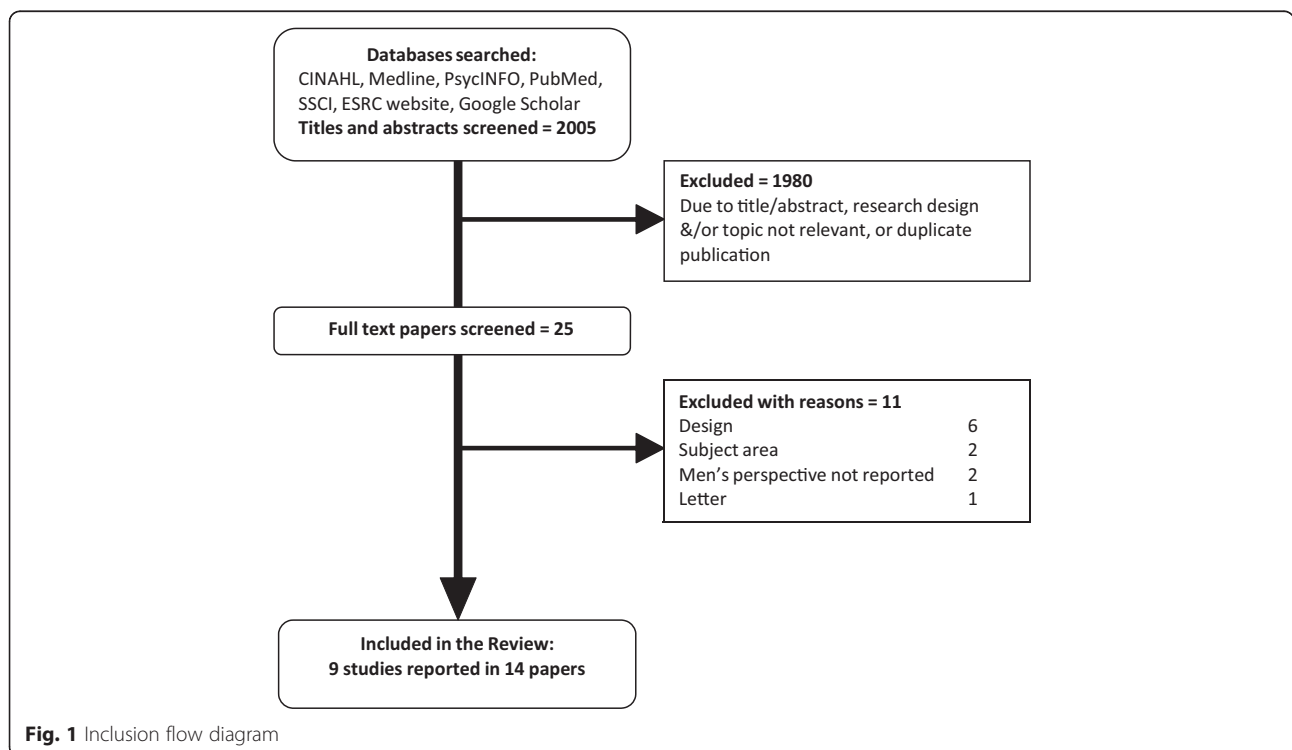 Databases searched:
CINAHL, Medline, PsycINFO, PubMed,
SSCI, ESRC website, Google Scholar
Titles and abstracts screened = 2005
Excluded = 1980
Due to title/abstract, research design
&/or topic not relevant, or duplicate
publication
Full text papers screened = 25
Excluded with reasons = 11
Design 6
Subject area 2
Men’s perspective not reported 2
Letter 1
Included in the Review:
9 studies reported in 14 papers
Fig. 1 Inclusion flow diagram